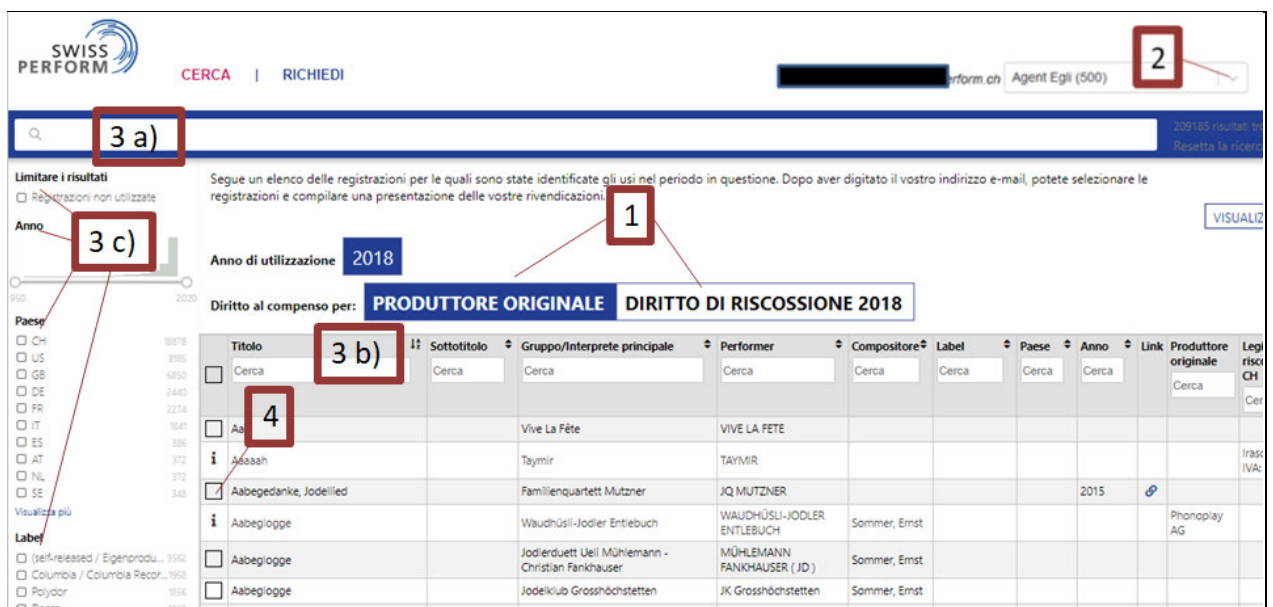 SWISS
PERFORM
CERCA | RICHIEDI
rform.ch
Agent Egli (500)
2
3 a)
209185 risultati
Resetta la
Limitare i risultati
Registrazioni non utilizzate
Anno
3 c)
950
2020
Paese
CH 18878
US 8185
GB 6850
DE 2440
FR 2274
IT 1841
ES 386
AT 372
NL 372
SE 348
Visualizza più
Label
(self-released / Eigenprodu... 3562
Columbia / Columbia Recor... 1968
Polydor 1856
Segue un elenco delle registrazioni per le quali sono state identificate gli usi nel periodo in questione. Dopo aver digitato il vostro indirizzo e-mail, potete selezionare le
registrazioni e compilare una presentazione delle vostre rivendicazioni.
1
VISUALIZ
Anno di utilizzazione 2018
Diritto al compenso per: PRODUTTORE ORIGINALE DIRITTO DI RISCOSSIONE 2018
3 b)
Titolo Sottotitolo Gruppo/Interprete principale Performer Compositore Label Paese Anno Link Produttore originale
CH
Cerca Cerca Cerca Cerca Cerca Cerca Cerca Cerca Cerca
4
Vive La Fête VIVE LA FETE
i Aaaaah Taymir TAYMIR
IVA:
Aabegedanke, Jodellied Familienquartett Mutzner JQ MUTZNER 2015
i Aabeglogge Waudhüsli-Jodler Entlebuch WAUDHÜSLI-JODLER ENTLEBUCH Sommer, Ernst Phonoplay AG
Aabeglogge Jodlerduett Ueli Mühlemann - Christian Fankhauser MÜHLEMANN FANKHAUSER ( JD ) Sommer, Ernst
Aabeglogge Jodelklub Grosshöchstetten JK Grosshöchstetten Sommer, Ernst